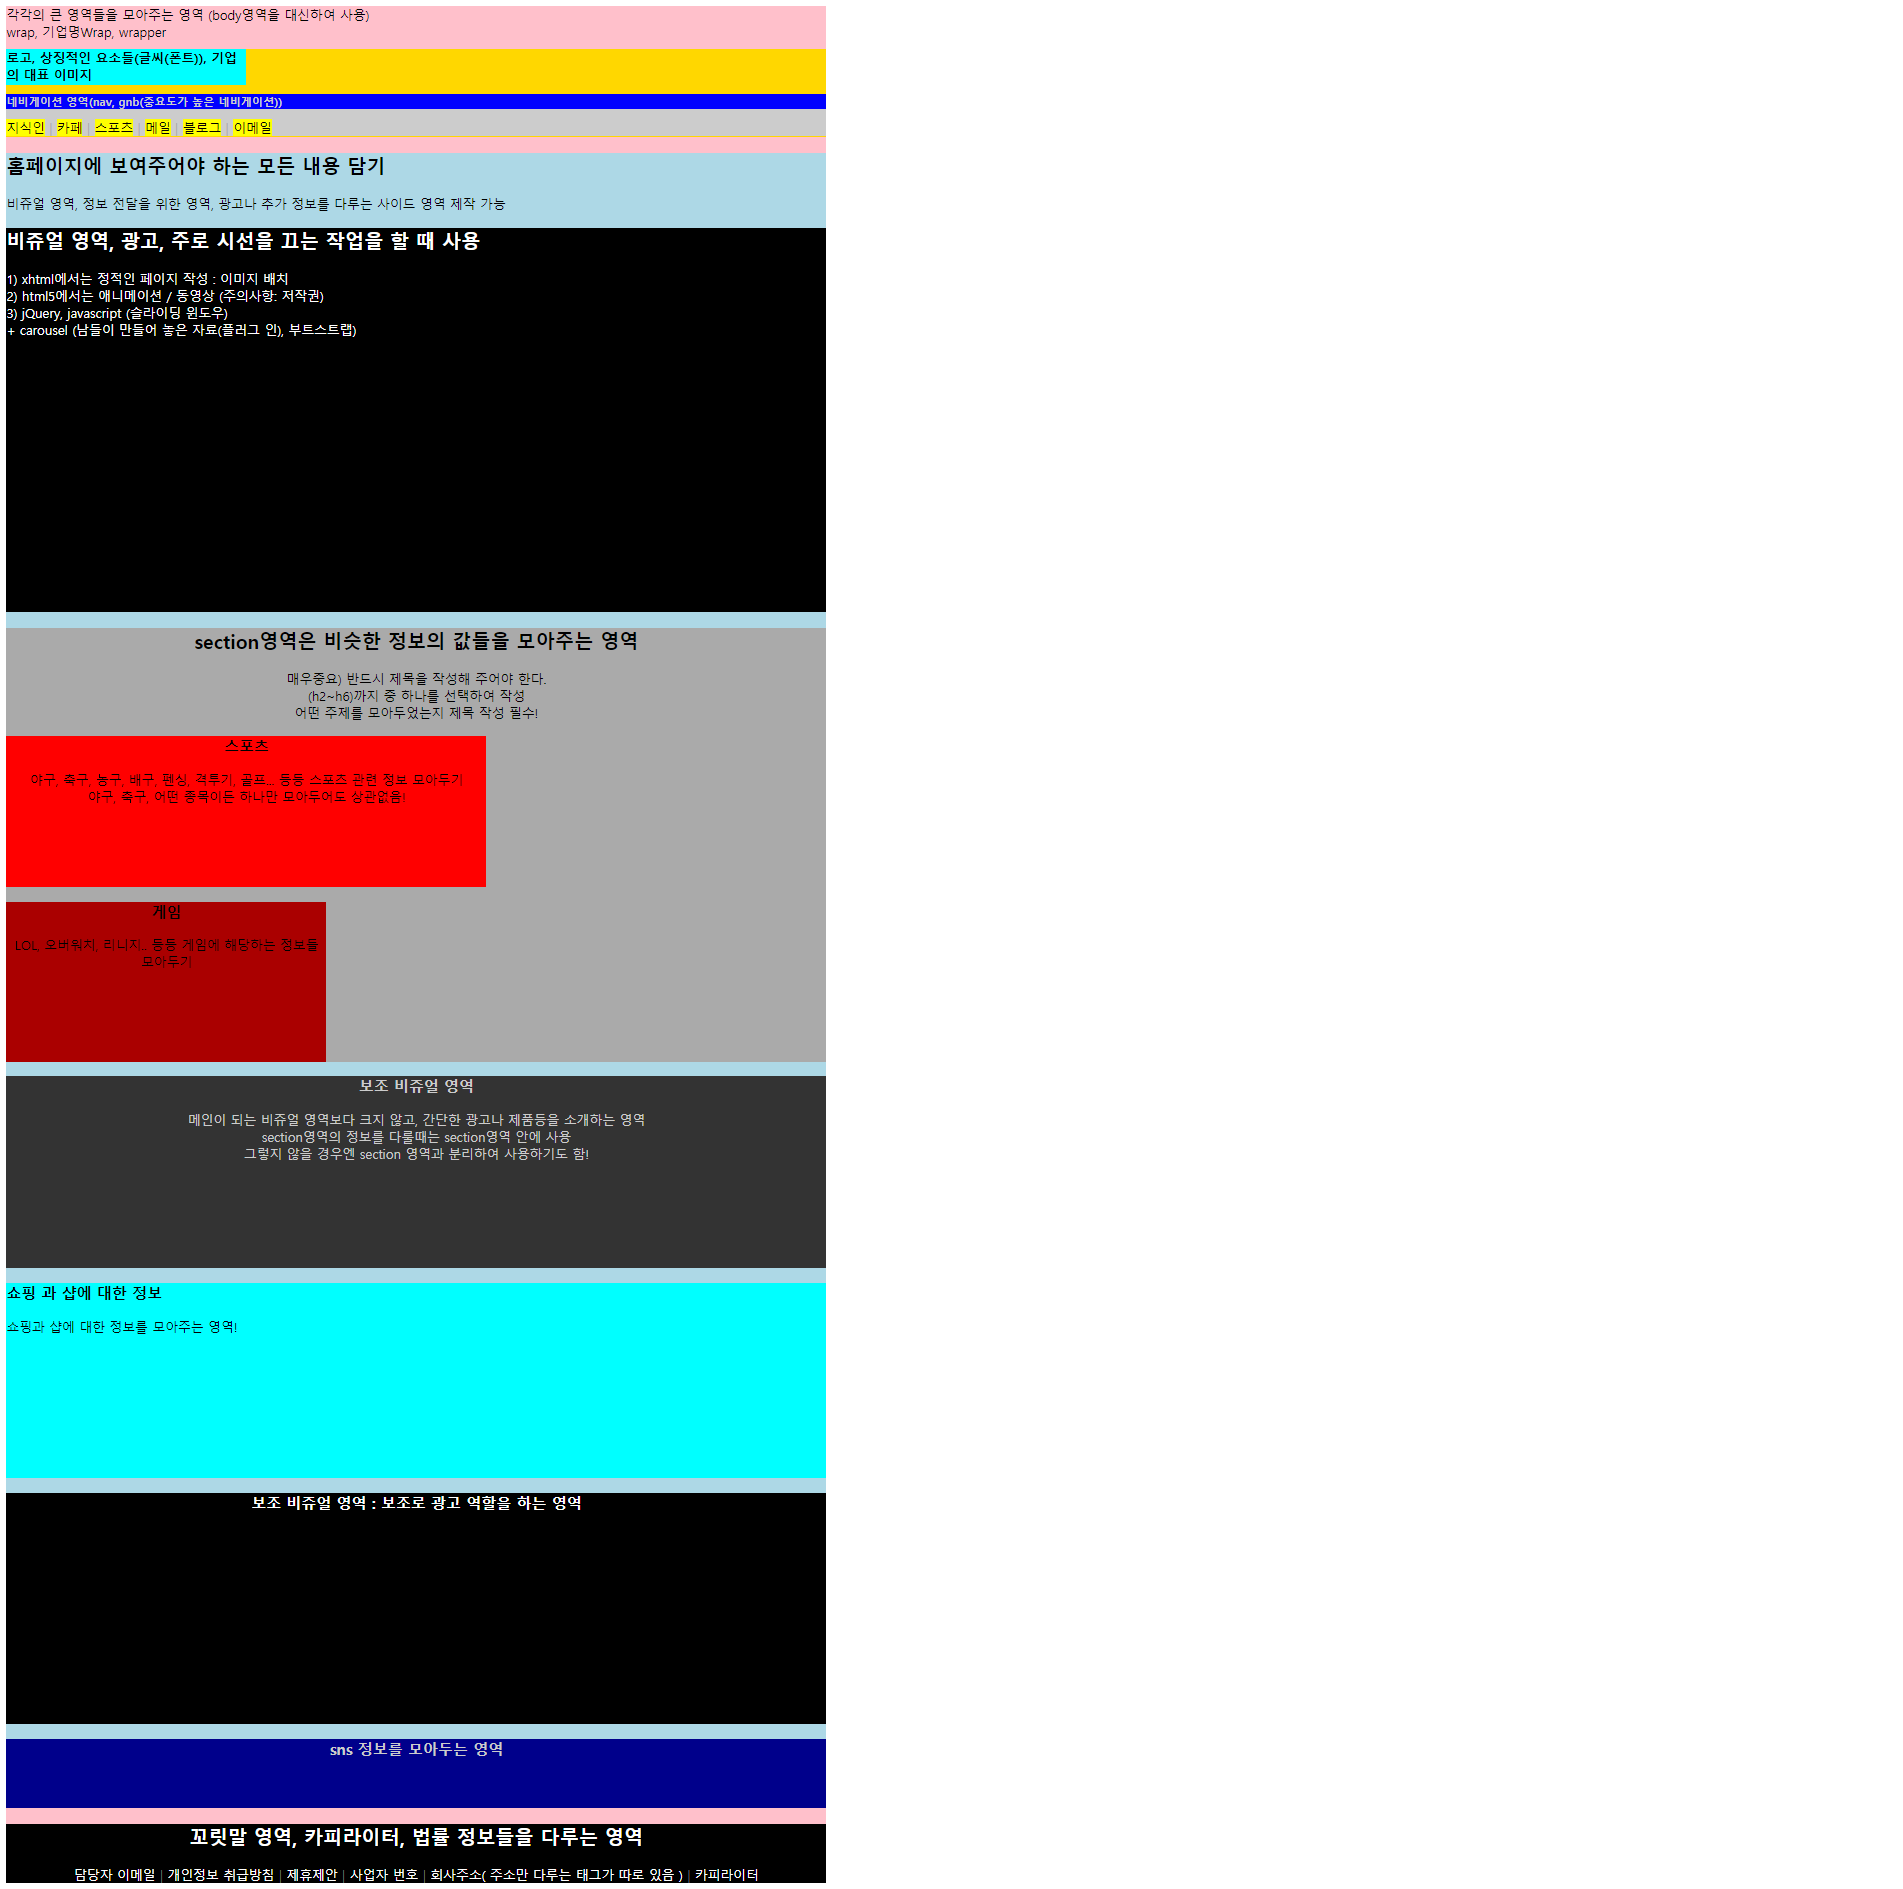 각각의 큰 영역들을 모아주는 영역 (body영역을 대신하여 사용)
wrap, 기업명Wrap, wrapper
로고, 상징적인 요소들(글씨(폰트)), 기업
의 대표 이미지
네비게이션 영역(nav, gnb(중요도가 높은 네비게이션))
지식인 | 카페 | 스포츠 | 메일 | 블로그 | 이메일
홈페이지에 보여주어야 하는 모든 내용 담기
비쥬얼 영역, 정보 전달을 위한 영역, 광고나 추가 정보를 다루는 사이드 영역 제작 가능
비쥬얼 영역, 광고, 주로 시선을 끄는 작업을 할 때 사용
1) xhtml에서는 정적인 페이지 작성 : 이미지 배치
2) html5에서는 애니메이션 / 동영상 (주의사항: 저작권)
3) jQuery, javascript (슬라이딩 윈도우)
+ carousel (남들이 만들어 놓은 자료(플러그 인), 부트스트랩)
section영역은 비슷한 정보의 값들을 모아주는 영역
매우중요) 반드시 제목을 작성해 주어야 한다.
(h2~h6)까지 중 하나를 선택하여 작성
어떤 주제를 모아두었는지 제목 작성 필수!
스포츠
야구, 축구, 농구, 배구, 펜싱, 격투기, 골프... 등등 스포츠 관련 정보 모아두기
야구, 축구, 어떤 종목이든 하나만 모아두어도 상관없음!
게임
LOL, 오버워치, 리니지.. 등등 게임에 해당하는 정보들
모아두기
보조 비쥬얼 영역
메인이 되는 비쥬얼 영역보다 크지 않고, 간단한 광고나 제품등을 소개하는 영역
section영역의 정보를 다룰때는 section영역 안에 사용
그렇지 않을 경우엔 section 영역과 분리하여 사용하기도 함!
쇼핑 과 샵에 대한 정보
쇼핑과 샵에 대한 정보를 모아주는 영역!
보조 비쥬얼 영역 : 보조로 광고 역할을 하는 영역
sns 정보를 모아두는 영역
꼬릿말 영역, 카피라이터, 법률 정보들을 다루는 영역
담당자 이메일 | 개인정보 취급방침 | 제휴제안 | 사업자 번호 | 회사주소( 주소만 다루는 태그가 따로 있음 ) | 카피라이터